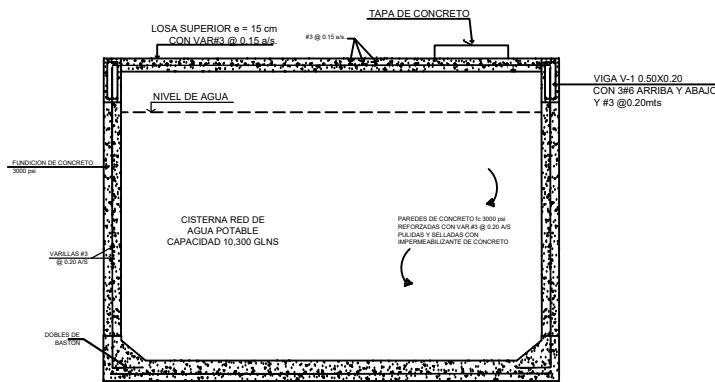 TAPA DE CONCRETO
LOSA SUPERIOR e = 15 cm
CON VAR#3 @ 0.15 a/s.
#3 @ 0.15 a/s.
VIGA V-1 0.50X0.20
CON 3#6 ARRIBA Y ABAJO
Y #3 @0.20mts
NIVEL DE AGUA
FUNDICION DE CONCRETO
3000 psi
CISTERNA RED DE
AGUA POTABLE
CAPACIDAD 10,300 GLNS
PAREDES DE CONCRETO fc 3000 psi
REFORZADAS CON VAR.#3 @ 0.20 A/S
PULIDAS Y SELLADAS CON
IMPERMEABILIZANTE DE CONCRETO
VARILLAS #3
@ 0.20 A/S
DOBLES DE
BASTON